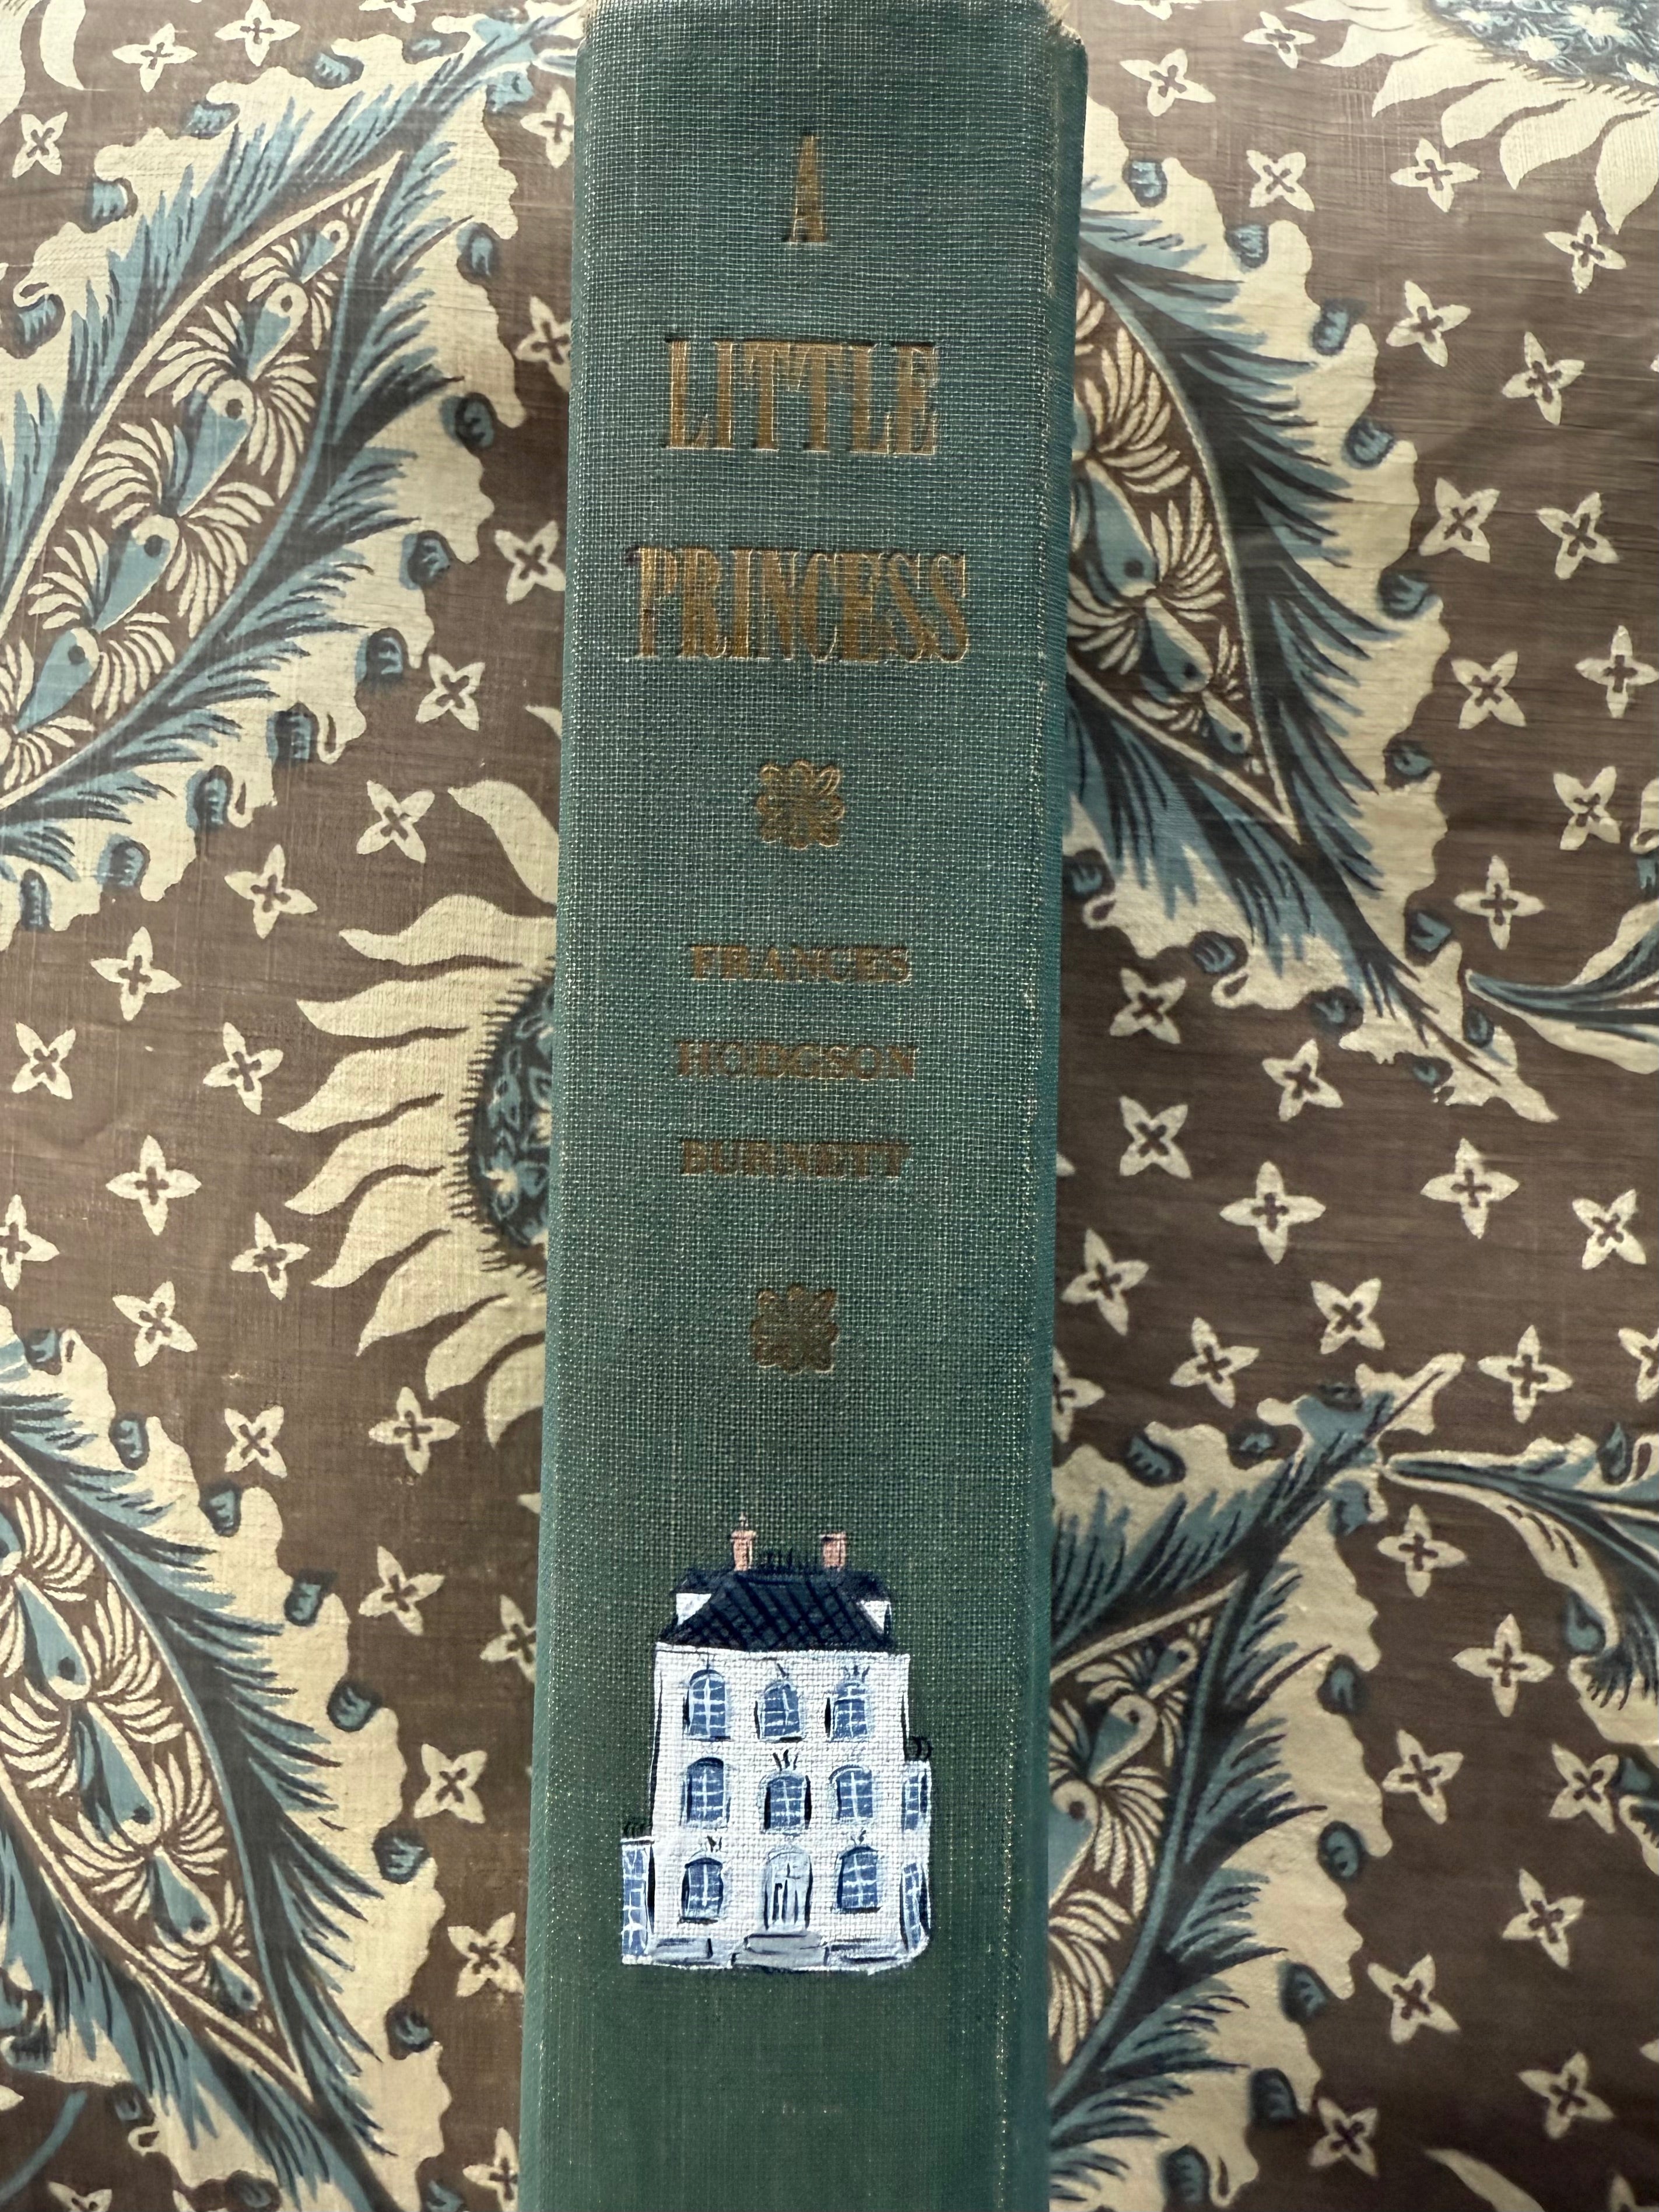 A
LITTLE
PRINCESS
FRANCES
HODGSON
BURNETT